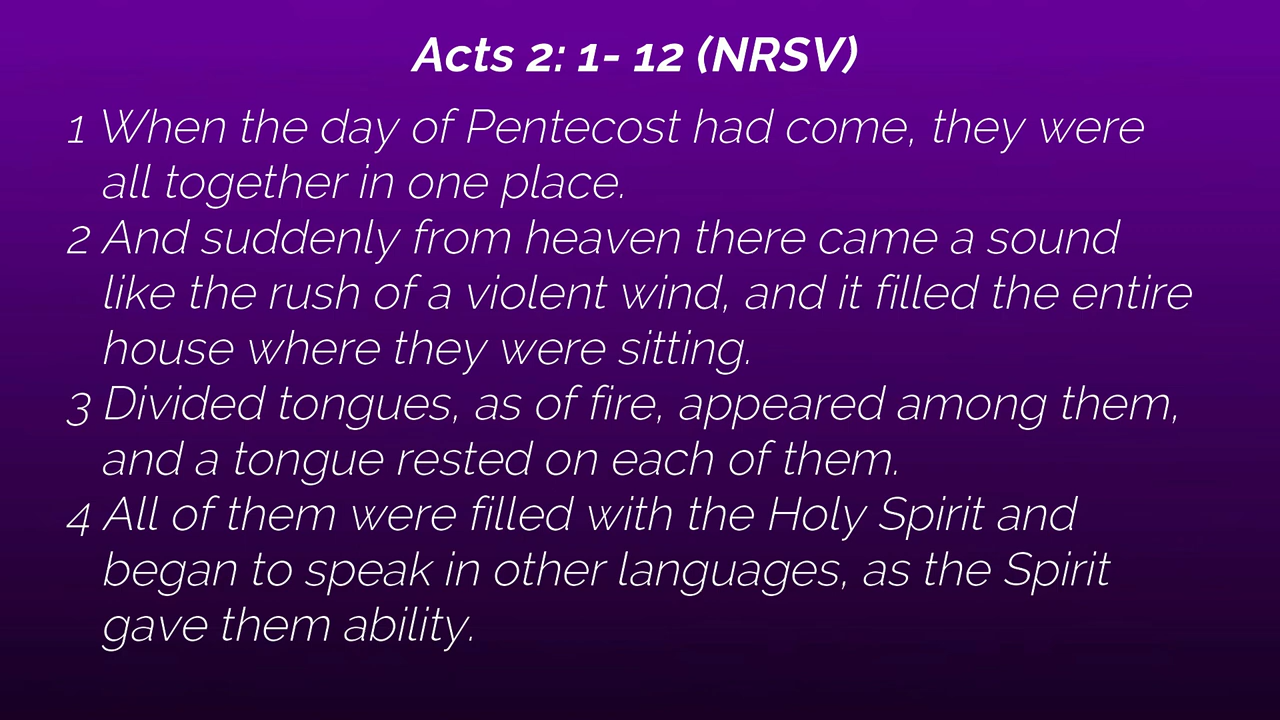 Acts 2: 1- 12 (NRSV)
1 When the day of Pentecost had come, they were
all together in one place.
2 And suddenly from heaven there came a sound
like the rush of a violent wind, and it filled the entire
house where they were sitting.
3 Divided tongues, as of fire, appeared among them,
and a tongue rested on each of them.
4 All of them were filled with the Holy Spirit and
began to speak in other languages, as the Spirit
gave them ability.